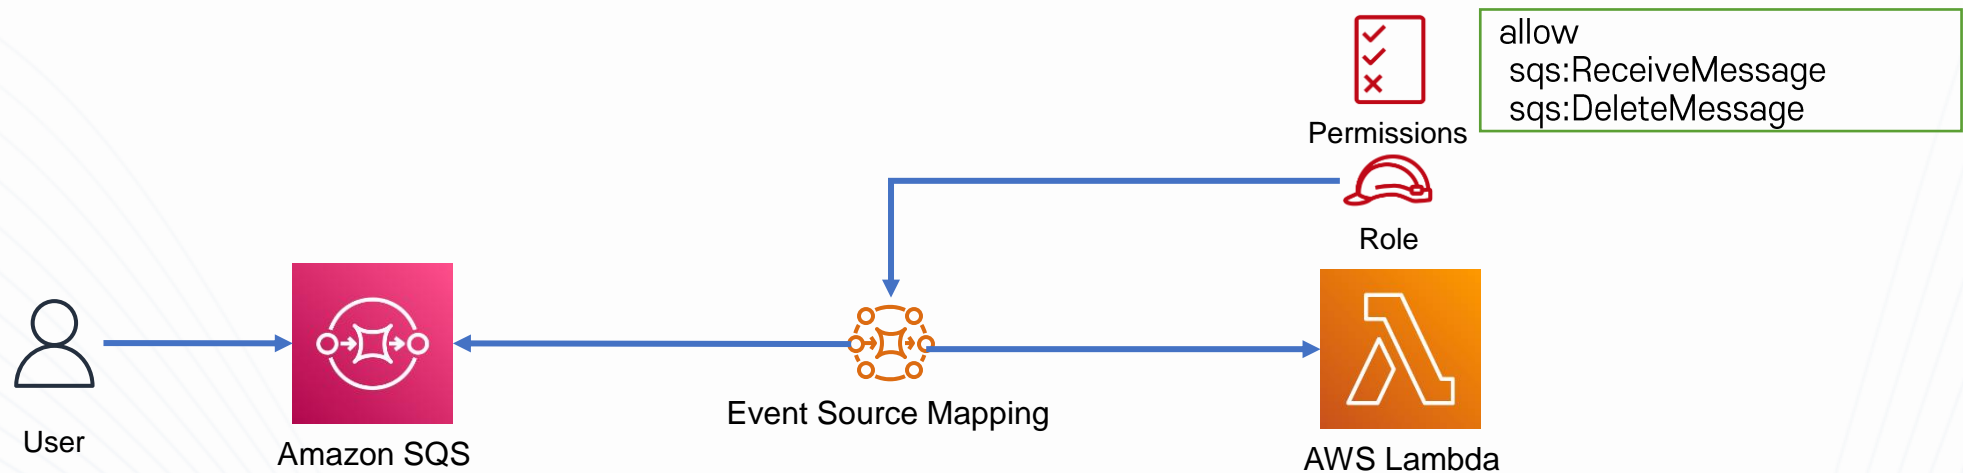 allow
sqs:ReceiveMessage
sqs:DeleteMessage
Permissions
Role
Event Source Mapping
User
Amazon SQS
AWS Lambda